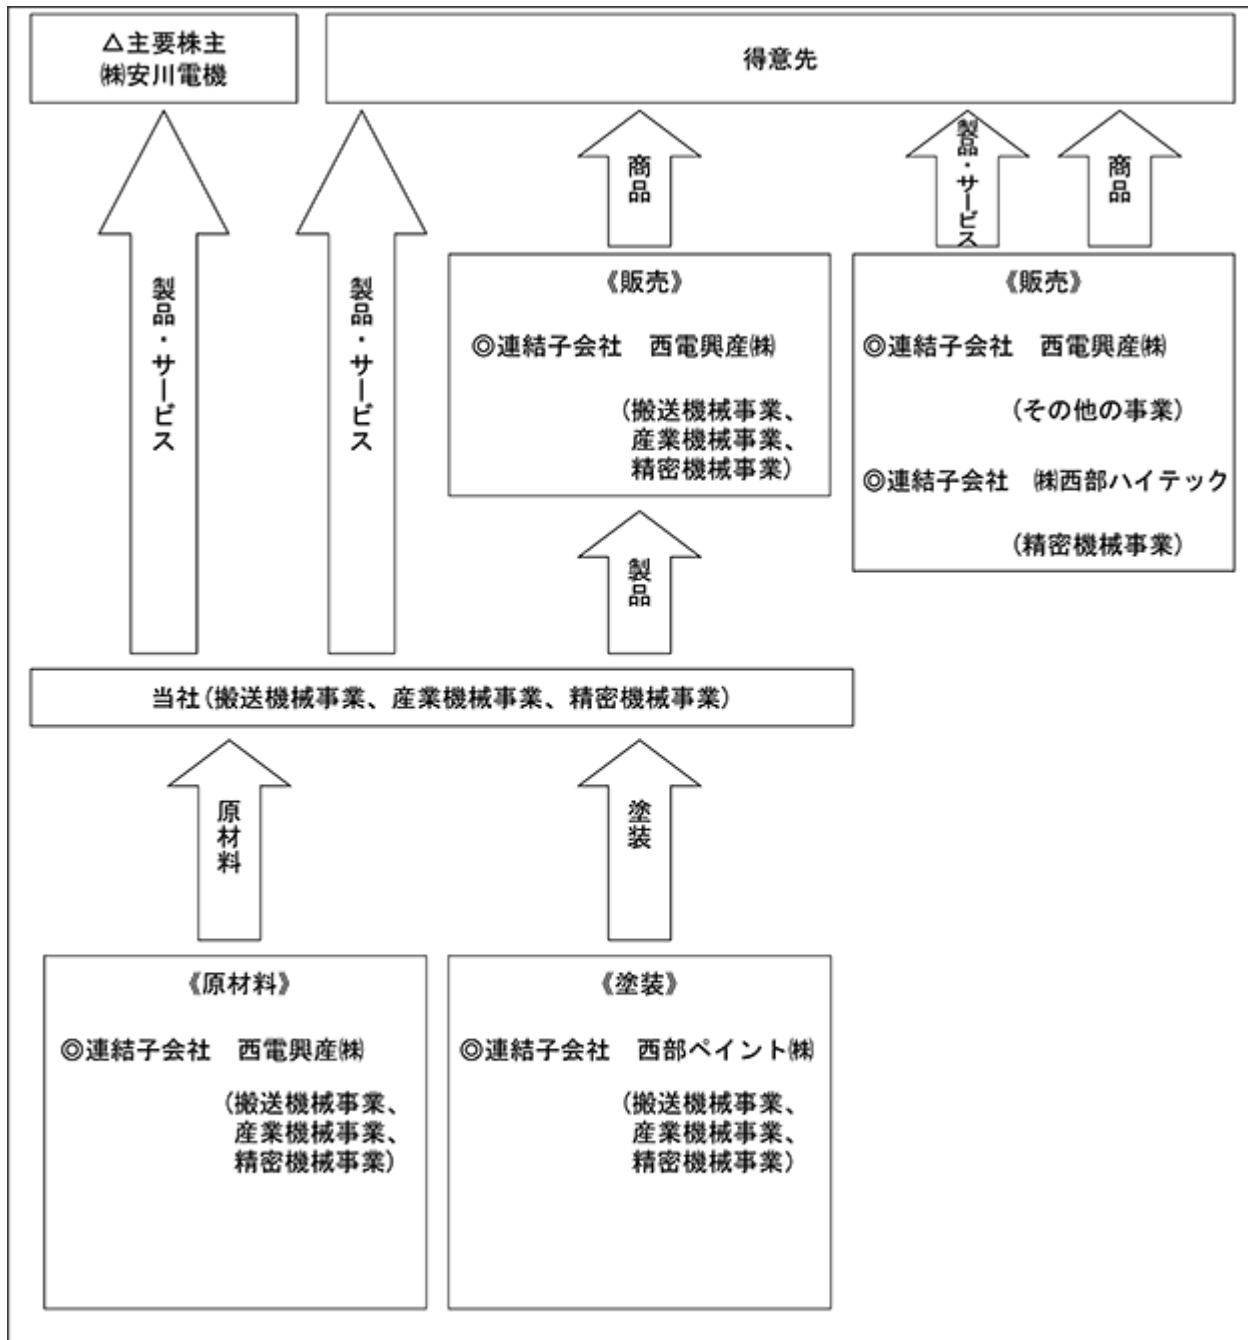 △主要株主
㈱安川電機
得意先
製品・サービス
製品・サービス
商品
製品・サービス
商品
《販売》
◎連結子会社　西電興産㈱
(搬送機械事業、
産業機械事業、
精密機械事業)
《販売》
◎連結子会社　西電興産㈱
(その他の事業)
◎連結子会社　㈱西部ハイテック
(精密機械事業)
製品
当社(搬送機械事業、産業機械事業、精密機械事業)
原材料
塗装
《原材料》
◎連結子会社　西電興産㈱
(搬送機械事業、
産業機械事業、
精密機械事業)
《塗装》
◎連結子会社　西部ペイント㈱
(搬送機械事業、
産業機械事業、
精密機械事業)